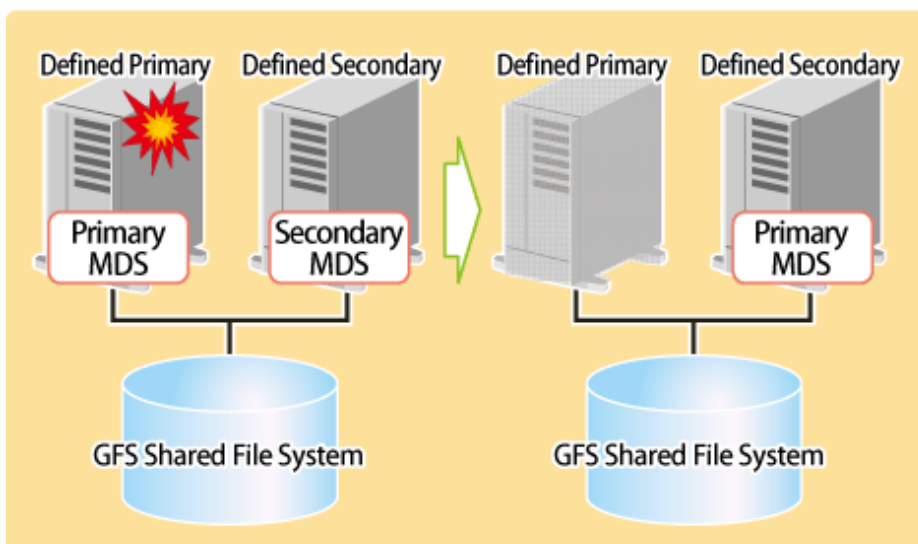 Defined Primary
Defined Secondary
Defined Primary
Defined Secondary
Primary
MDS
Secondary
MDS
Primary
MDS
GFS Shared File System
GFS Shared File System